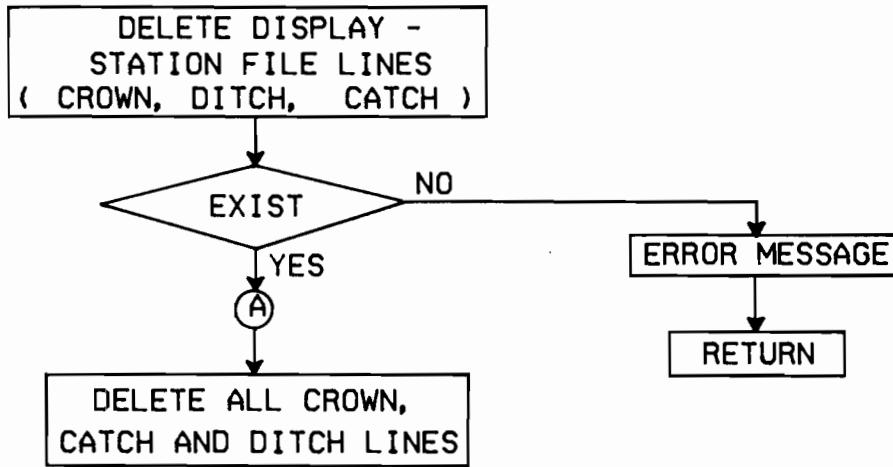 DELETE DISPLAY -
STATION FILE LINES
( CROWN, DITCH, CATCH )
EXIST
NO
YES
ERROR MESSAGE
A
RETURN
DELETE ALL CROWN,
CATCH AND DITCH LINES